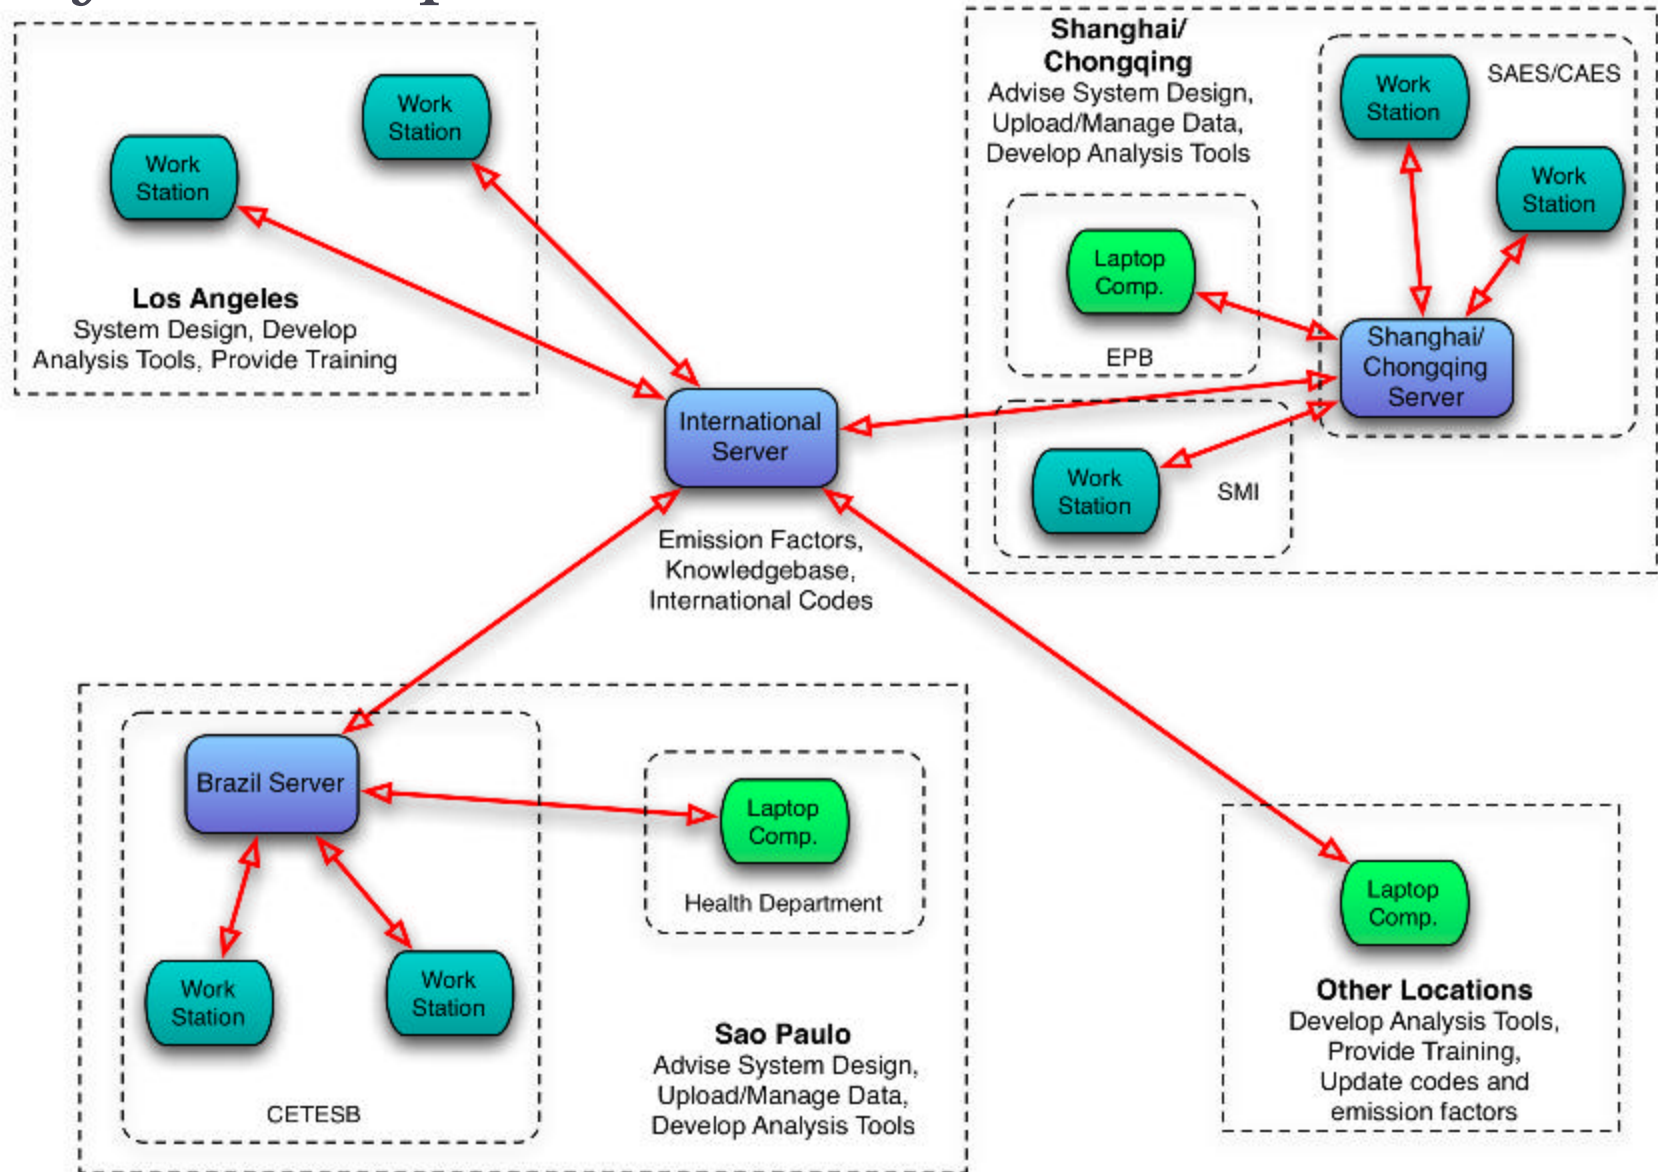 Work
Station
Work
Station
Los Angeles
System Design, Develop
Analysis Tools, Provide Training
Shanghai/
Chongqing
Advise System Design,
Upload/Manage Data,
Develop Analysis Tools
Work
Station
SAES/CAES
Work
Station
Laptop
Comp.
EPB
Shanghai/
Chongqing
Server
Work
Station
SMI
International
Server
Emission Factors,
Knowledgebase,
International Codes
Brazil Server
Work
Station
Work
Station
CETESB
Laptop
Comp.
Health Department
Sao Paulo
Advise System Design,
Upload/Manage Data,
Develop Analysis Tools
Laptop
Comp.
Other Locations
Develop Analysis Tools,
Provide Training,
Update codes and
emission factors